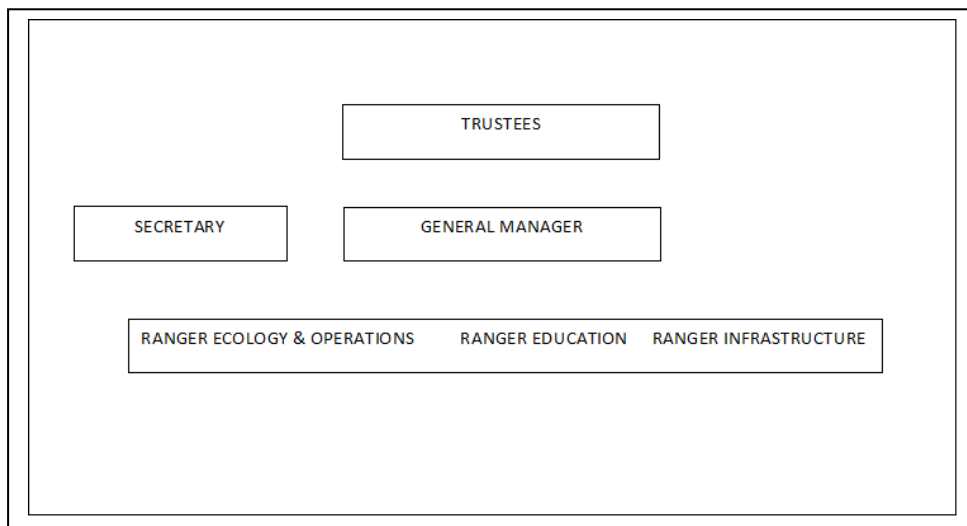 TRUSTEES
SECRETARY
GENERAL MANAGER
RANGER ECOLOGY & OPERATIONS RANGER EDUCATION RANGER INFRASTRUCTURE